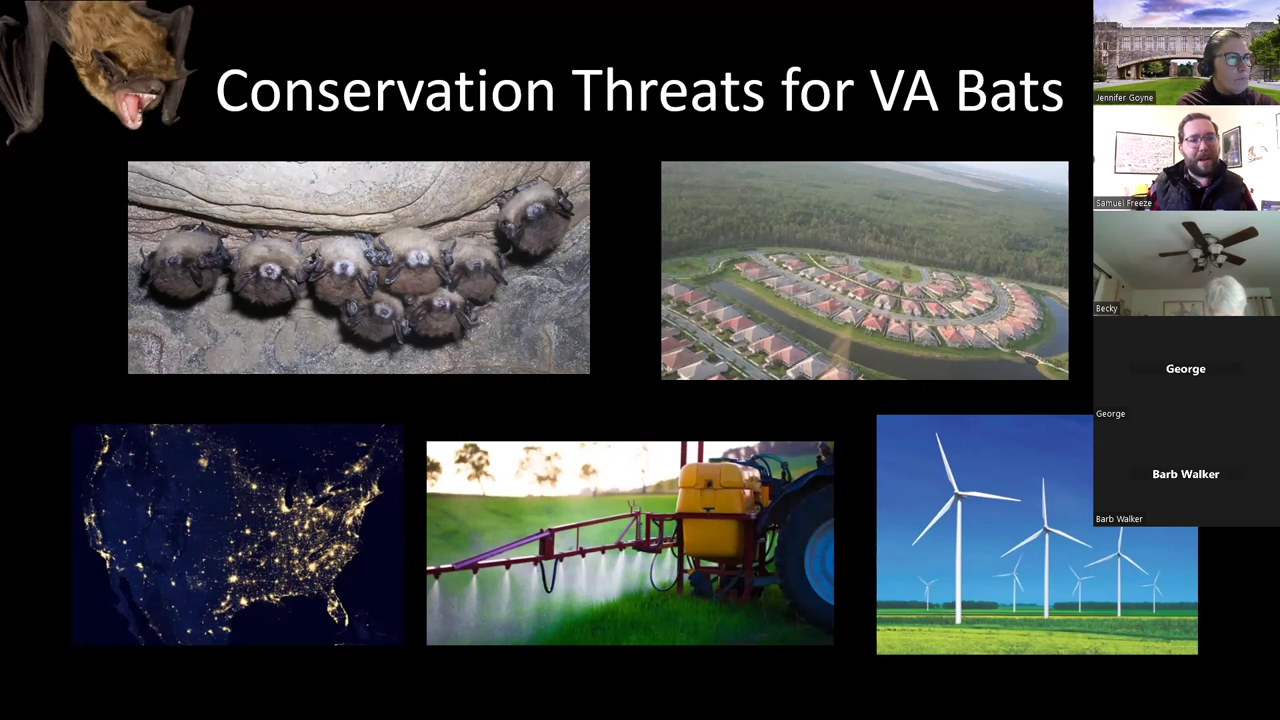 Conservation Threats for VA Bats
Jennifer Goyne
Samuel Freeze
Becky
George
George
Barb Walker
Barb Walker